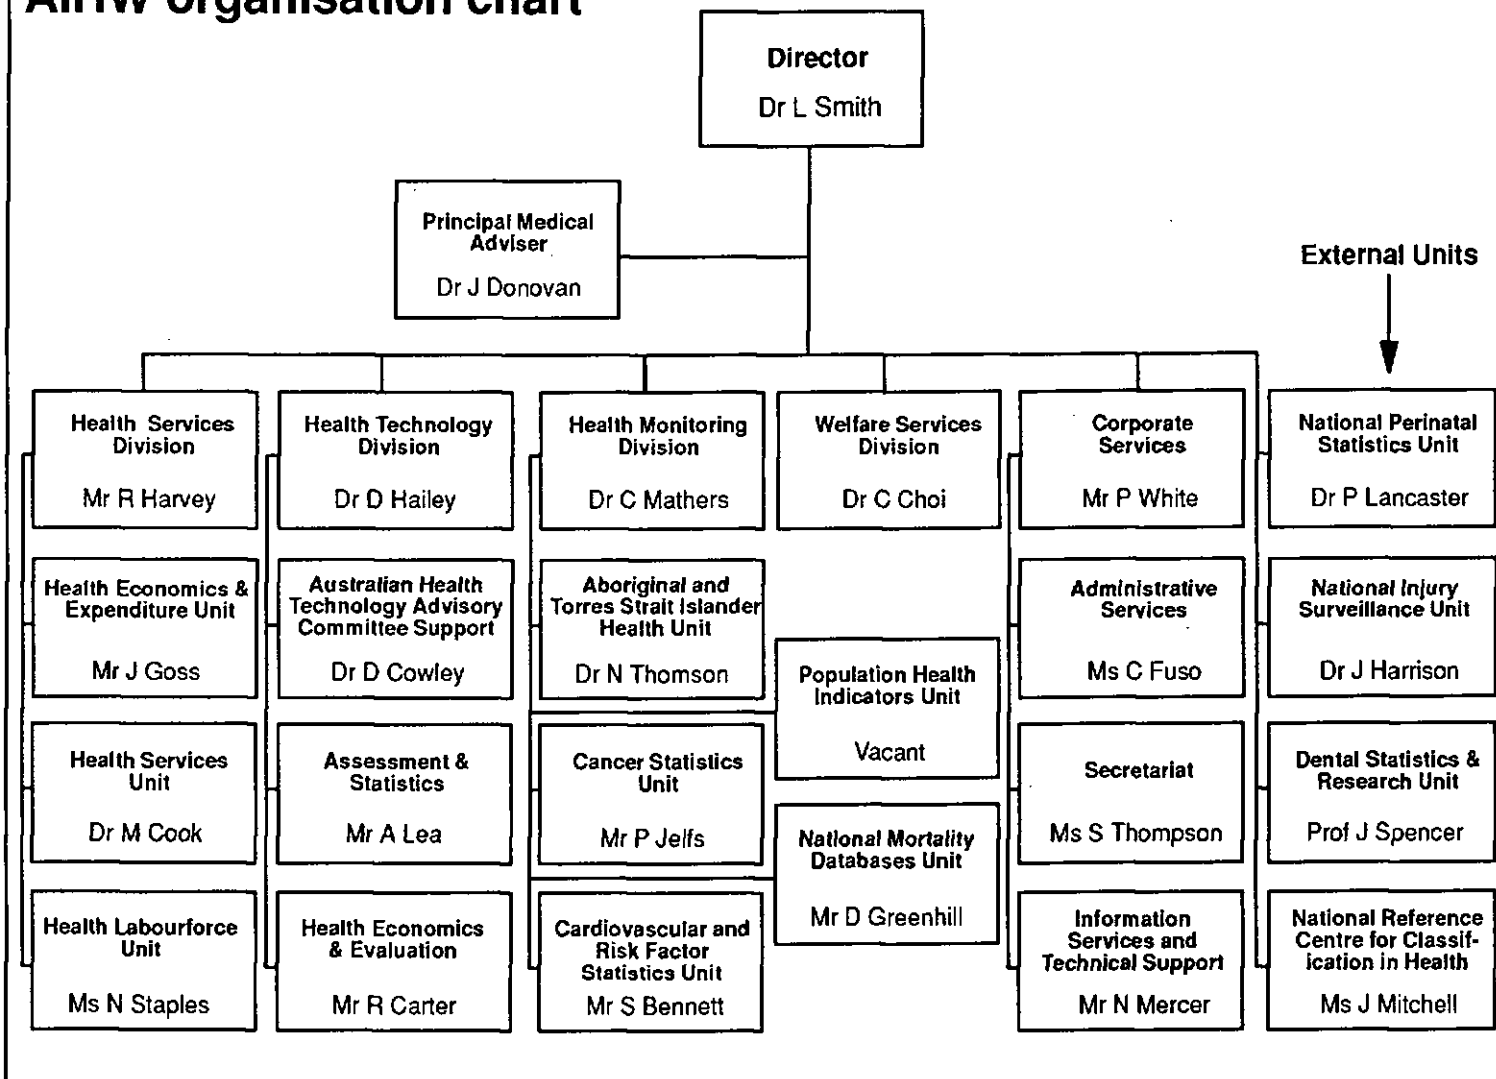 AIHW organisation chart
Director
Dr L Smith
Principal Medical
Adviser
Dr J Donovan
External Units
Health Services
Division
Mr R Harvey
Health Technology
Division
Dr D Hailey
Health Monitoring
Division
Dr C Mathers
Welfare Services
Division
Dr C Choi
Corporate
Services
Mr P White
National Perinatal
Statistics Unit
Dr P Lancaster
Health Economics &
Expenditure Unit
Mr J Goss
Australian Health
Technology Advisory
Committee Support
Dr D Cowley
Aboriginal and
Torres Strait Islander
Health Unit
Dr N Thomson
Population Health
Indicators Unit
Vacant
Administrative
Services
Ms C Fuso
National Injury
Surveillance Unit
Dr J Harrison
Health Services
Unit
Dr M Cook
Assessment &
Statistics
Mr A Lea
Cancer Statistics
Unit
Mr P Jelfs
National Mortality
Databases Unit
Mr D Greenhill
Secretariat
Ms S Thompson
Dental Statistics &
Research Unit
Prof J Spencer
Health Labourforce
Unit
Ms N Staples
Health Economics
& Evaluation
Mr R Carter
Cardiovascular and
Risk Factor
Statistics Unit
Mr S Bennett
Information
Services and
Technical Support
Mr N Mercer
National Reference
Centre for Classif-
ication in Health
Ms J Mitchell